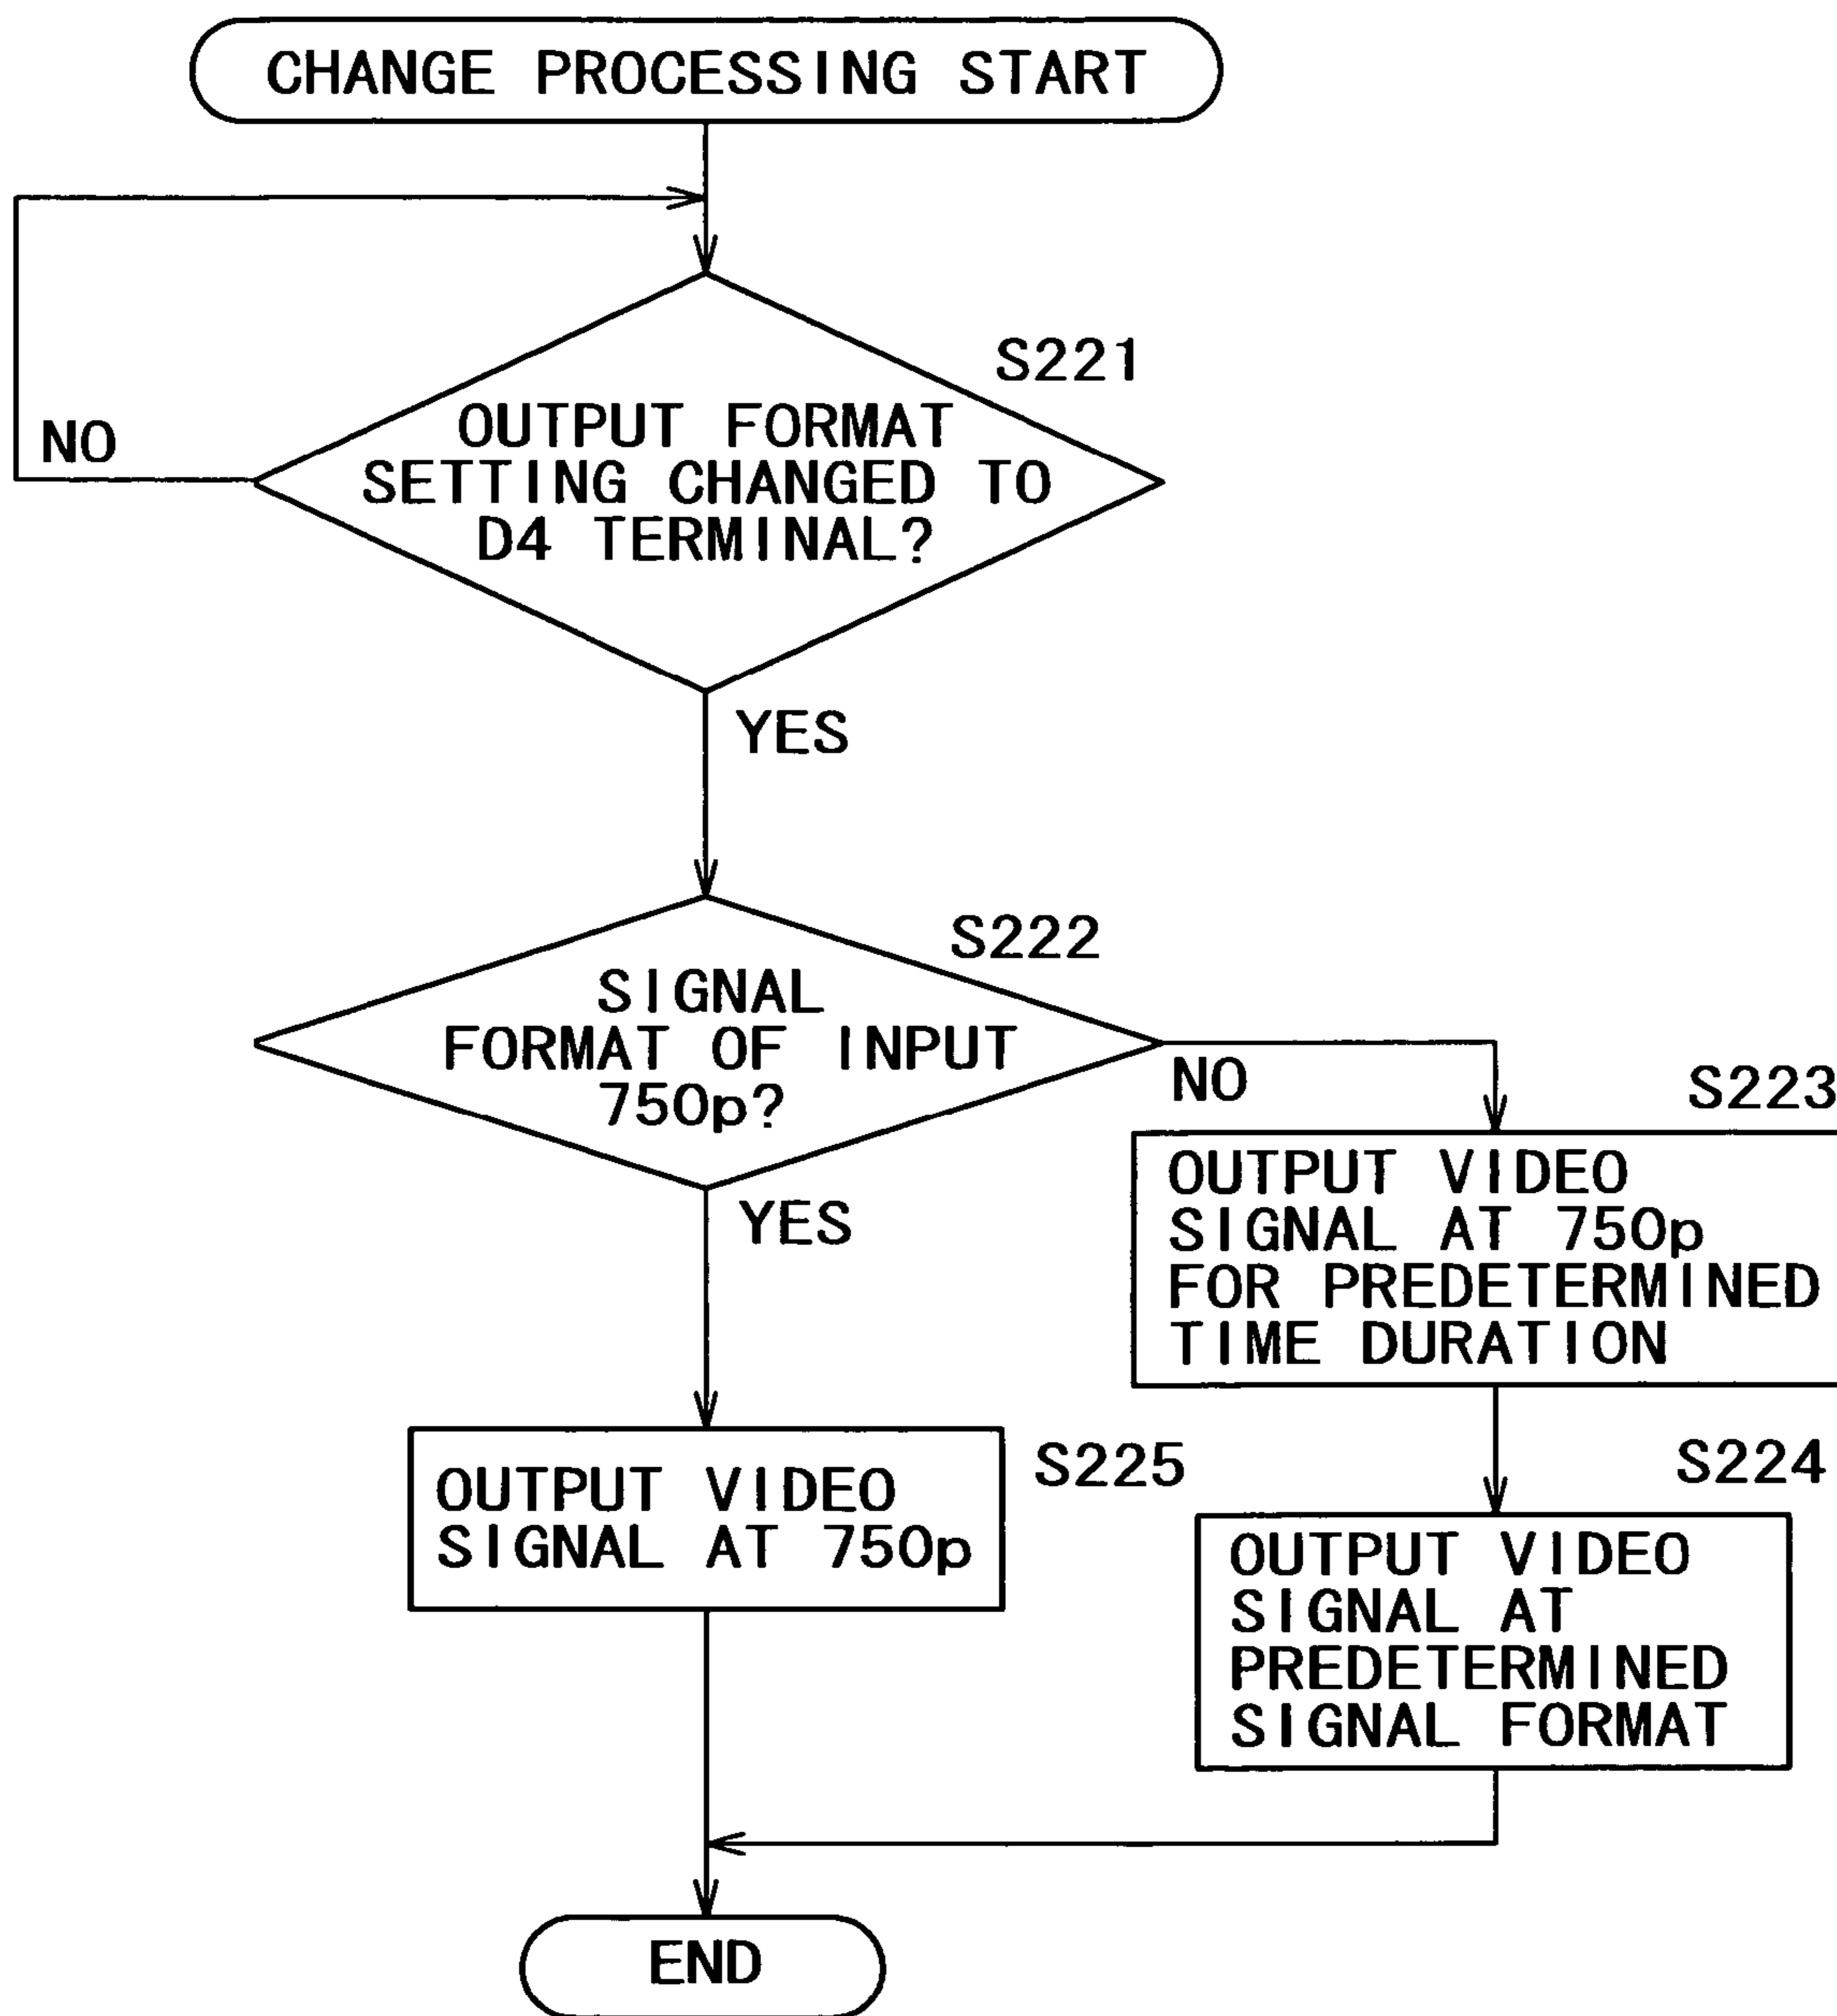 CHANGE PROCESSING START
S221
OUTPUT FORMAT
SETTING CHANGED TO
D4 TERMINAL?
NO
YES
S222
SIGNAL
FORMAT OF INPUT
750p?
NO
YES
S223
OUTPUT VIDEO
SIGNAL AT 750p
FOR PREDETERMINED
TIME DURATION
S225
OUTPUT VIDEO
SIGNAL AT 750p
S224
OUTPUT VIDEO
SIGNAL AT
PREDETERMINED
SIGNAL FORMAT
END